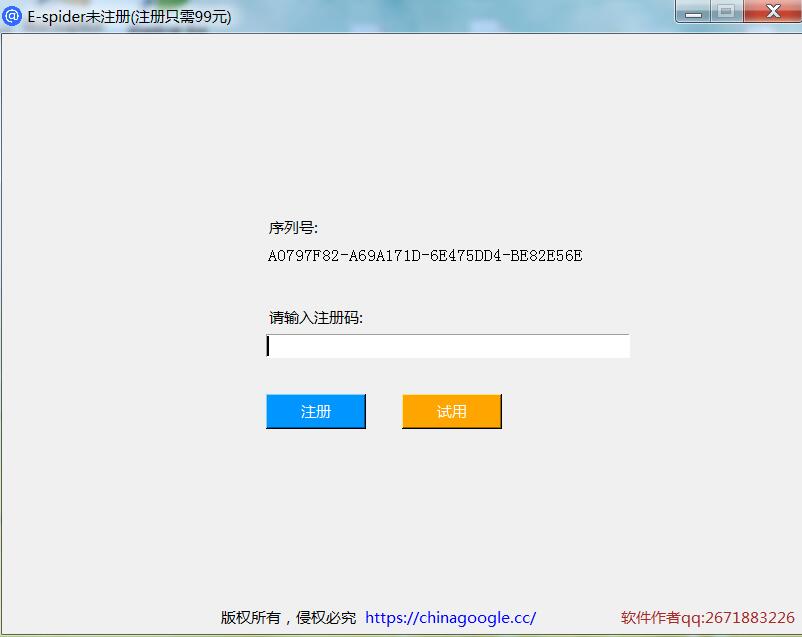 E-spider未注册(注册只需99元)
序列号:
A0797F82-A69A171D-6E475DD4-BE82E56E
请输入注册码:
注册 试用
版权所有，侵权必究 https://chinagoogle.cc/ 软件作者qq:2671883226